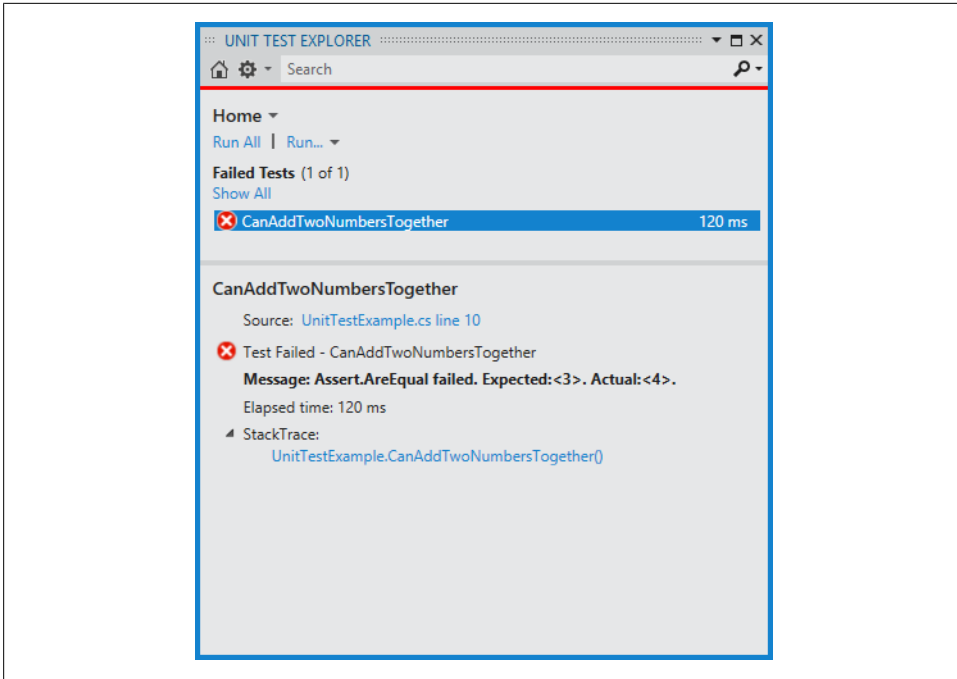 UNIT TEST EXPLORER
Search
Home
Run All | Run...
Failed Tests (1 of 1)
Show All
CanAddTwoNumbersTogether 120 ms
CanAddTwoNumbersTogether
Source: UnitTestExample.cs line 10
Test Failed - CanAddTwoNumbersTogether
Message: Assert.AreEqual failed. Expected:<3>. Actual:<4>.
Elapsed time: 120 ms
StackTrace:
UnitTestExample.CanAddTwoNumbersTogether()